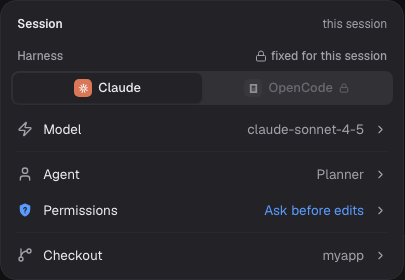 Session this session
Harness fixed for this session
Claude OpenCode
Model claude-sonnet-4-5
Agent Planner
Permissions Ask before edits
Checkout myapp